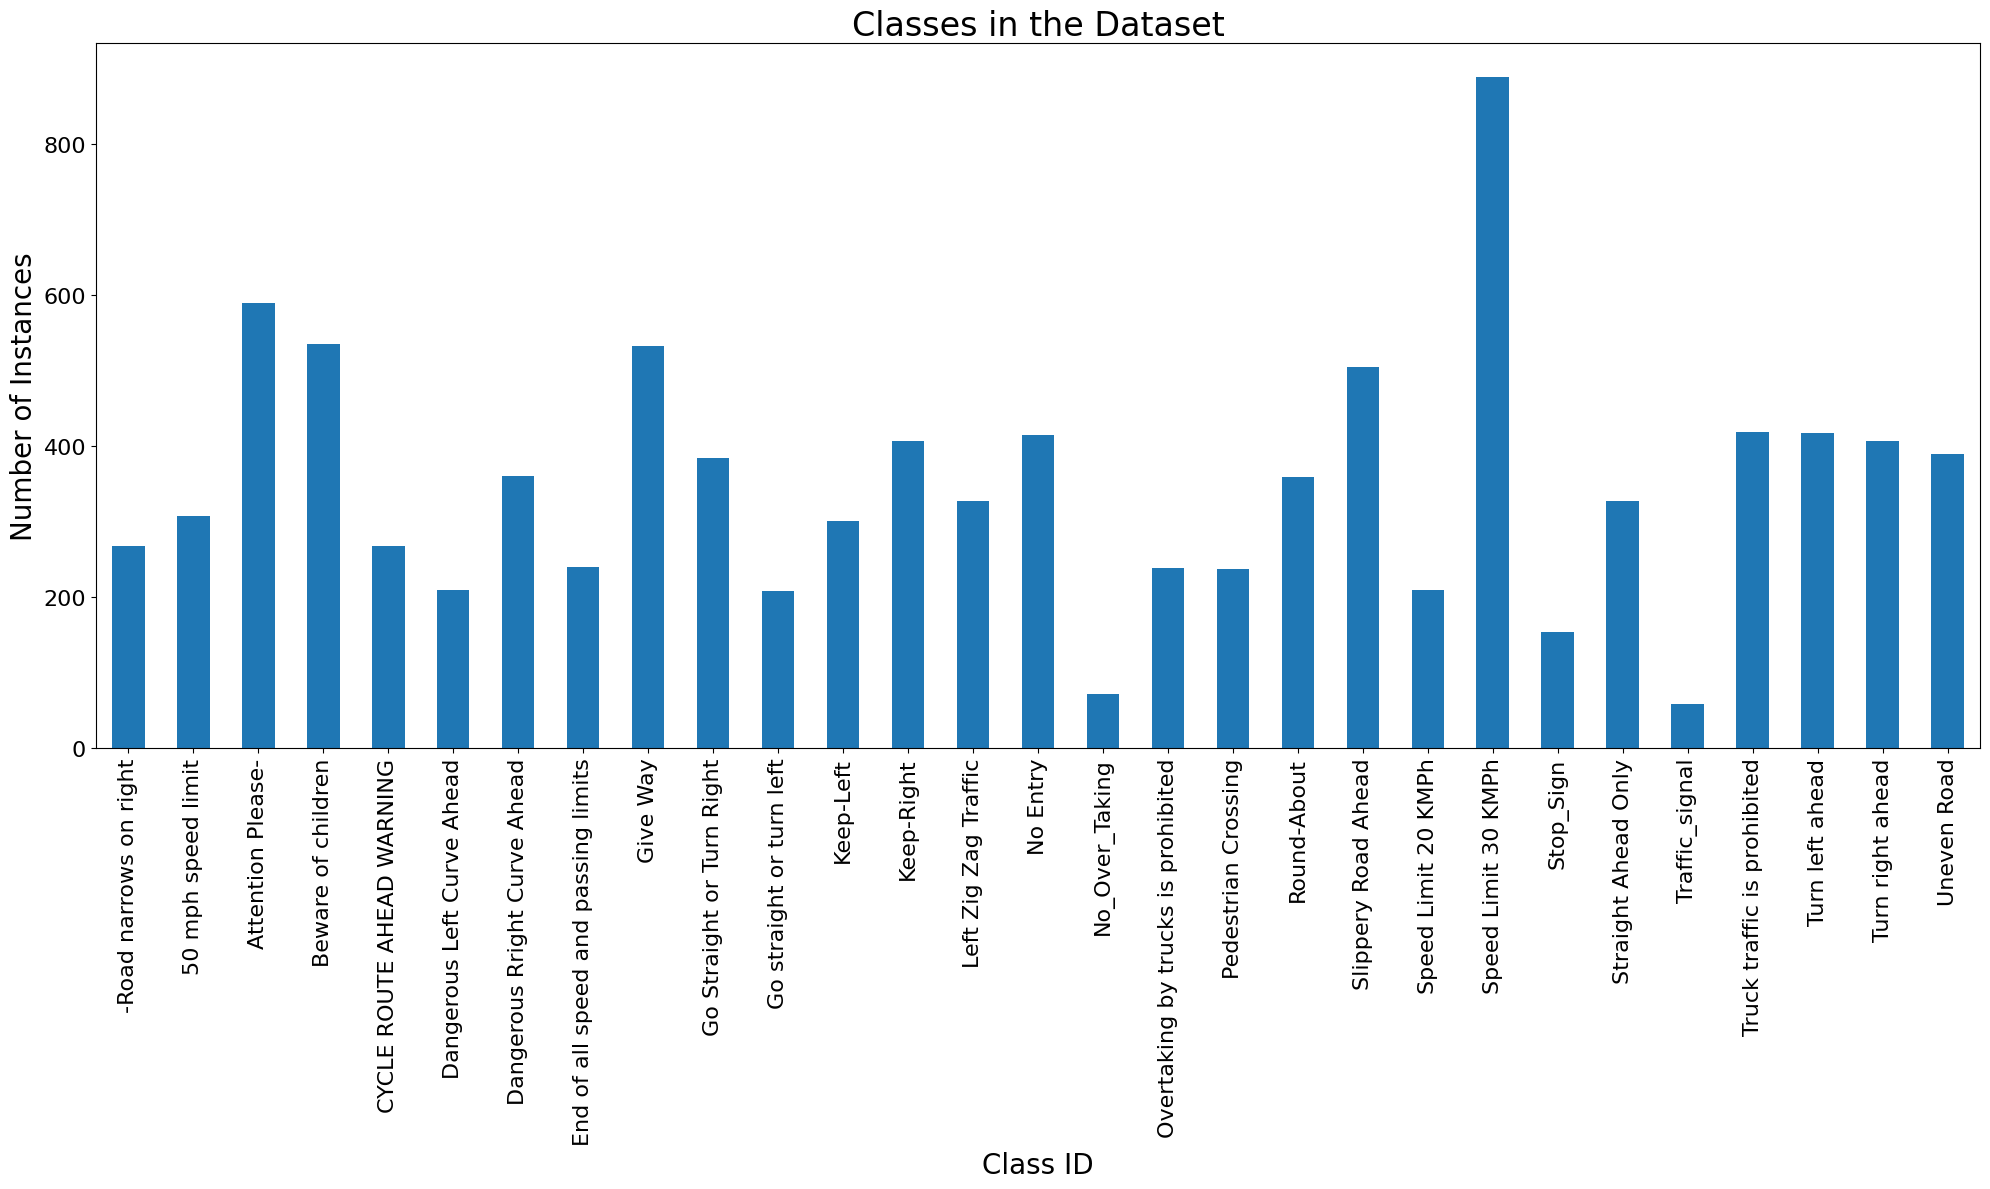 Classes in the Dataset
Number of Instances
800
600
400
200
0
-Road narrows on right
50 mph speed limit
Attention Please-
Beware of children
CYCLE ROUTE AHEAD WARNING
Dangerous Left Curve Ahead
Dangerous Rright Curve Ahead
End of all speed and passing limits
Give Way
Go Straight or Turn Right
Go straight or turn left
Keep-Left
Keep-Right
Left Zig Zag Traffic
No Entry
No_Over_Taking
Overtaking by trucks is prohibited
Pedestrian Crossing
Round-About
Slippery Road Ahead
Speed Limit 20 KMPh
Speed Limit 30 KMPh
Stop_Sign
Straight Ahead Only
Traffic_signal
Truck traffic is prohibited
Turn left ahead
Turn right ahead
Uneven Road
Class ID